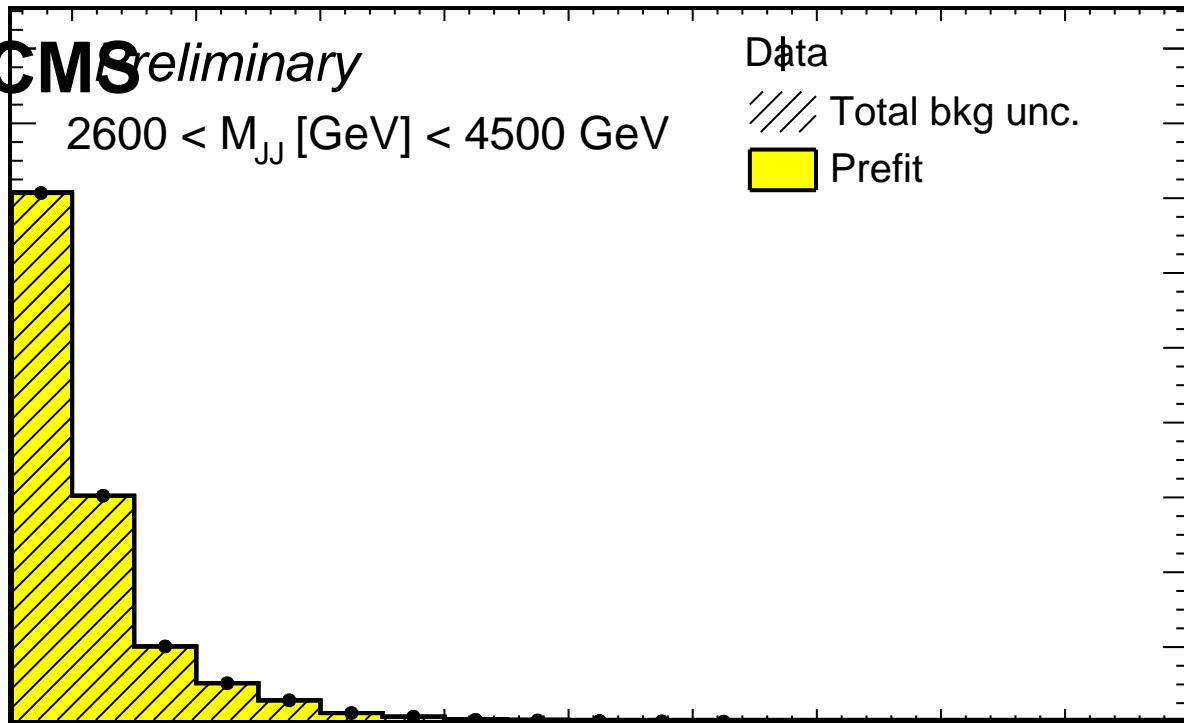 CMS Preliminary
2600 < M_JJ [GeV] < 4500 GeV
Data
Total bkg unc.
Prefit